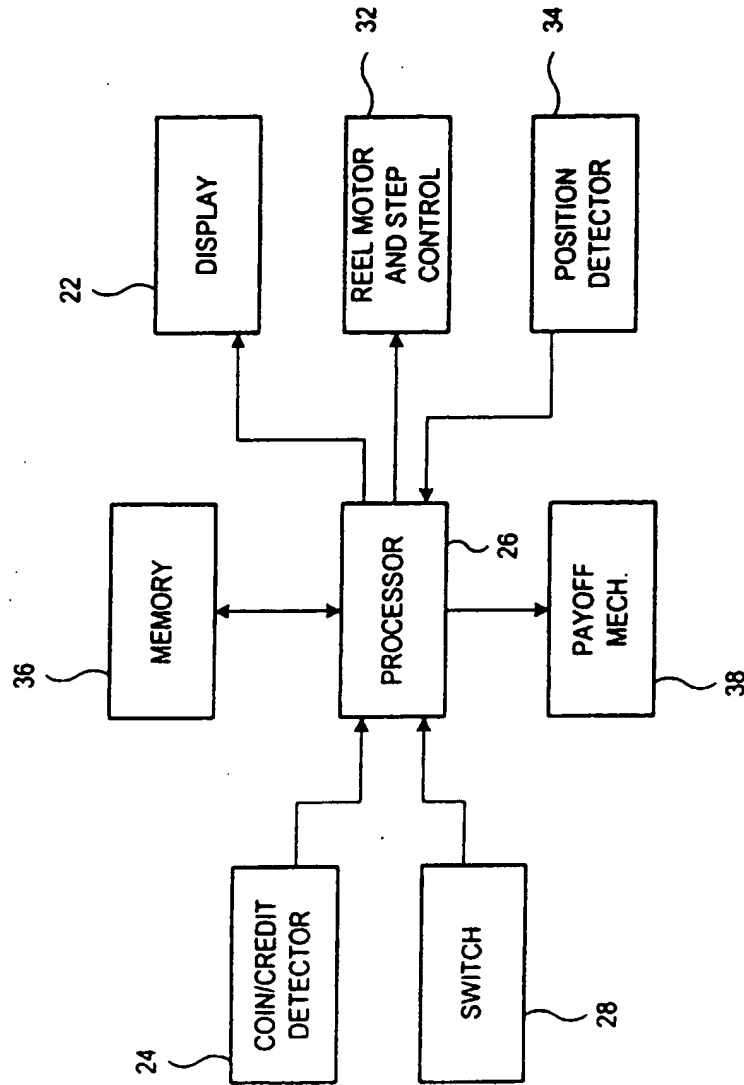 36
MEMORY
22
DISPLAY
24
COIN/CREDIT
DETECTOR
PROCESSOR
26
REEL MOTOR
AND STEP
CONTROL
32
SWITCH
28
PAYOFF
MECH.
38
POSITION
DETECTOR
34